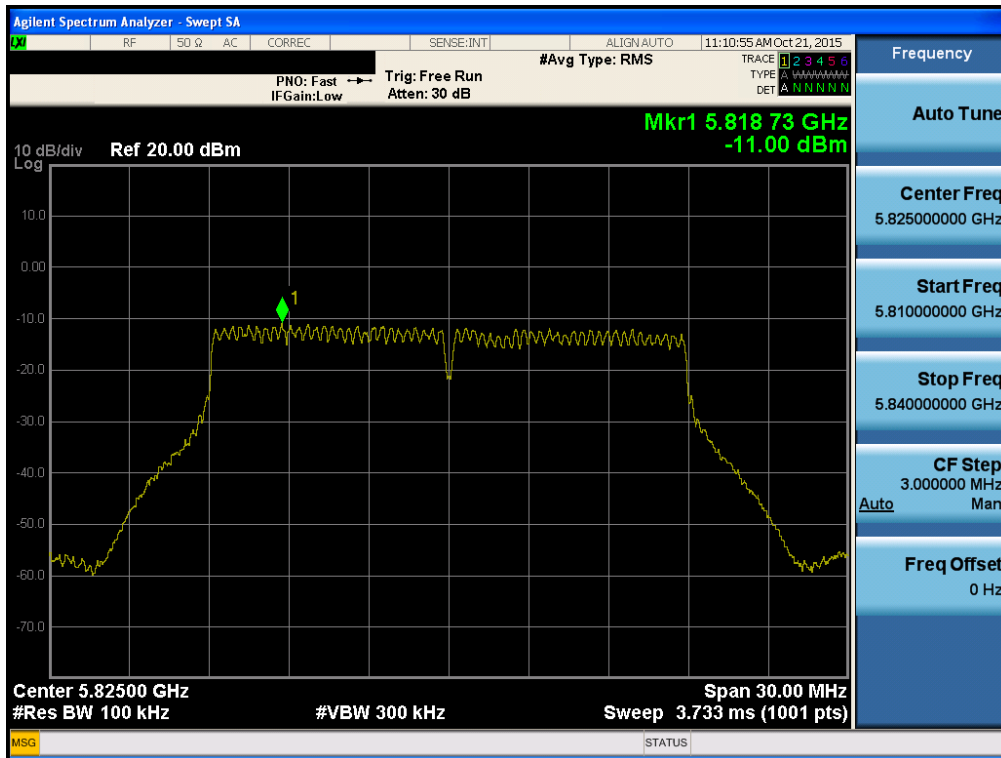 Agilent Spectrum Analyzer - Swept SA
LXI RF 50 Ω AC CORREC SENSE:INT ALIGNAUTO 11:10:55 AM Oct 21, 2015
#Avg Type: RMS TRACE 1 2 3 4 5 6
PNO: Fast Trig: Free Run TYPE A
IFGain:Low Atten: 30 dB DET A N N N N N
Mkr1 5.818 73 GHz
-11.00 dBm
10 dB/div Ref 20.00 dBm
Log
10.0
0.00
1
-10.0
-20.0
-30.0
-40.0
-50.0
-60.0
-70.0
Center 5.82500 GHz Span 30.00 MHz
#Res BW 100 kHz #VBW 300 kHz Sweep 3.733 ms (1001 pts)
MSG STATUS
Frequency
Auto Tune
Center Freq
5.825000000 GHz
Start Freq
5.810000000 GHz
Stop Freq
5.840000000 GHz
CF Step
3.000000 MHz
Auto Man
Freq Offset
0 Hz